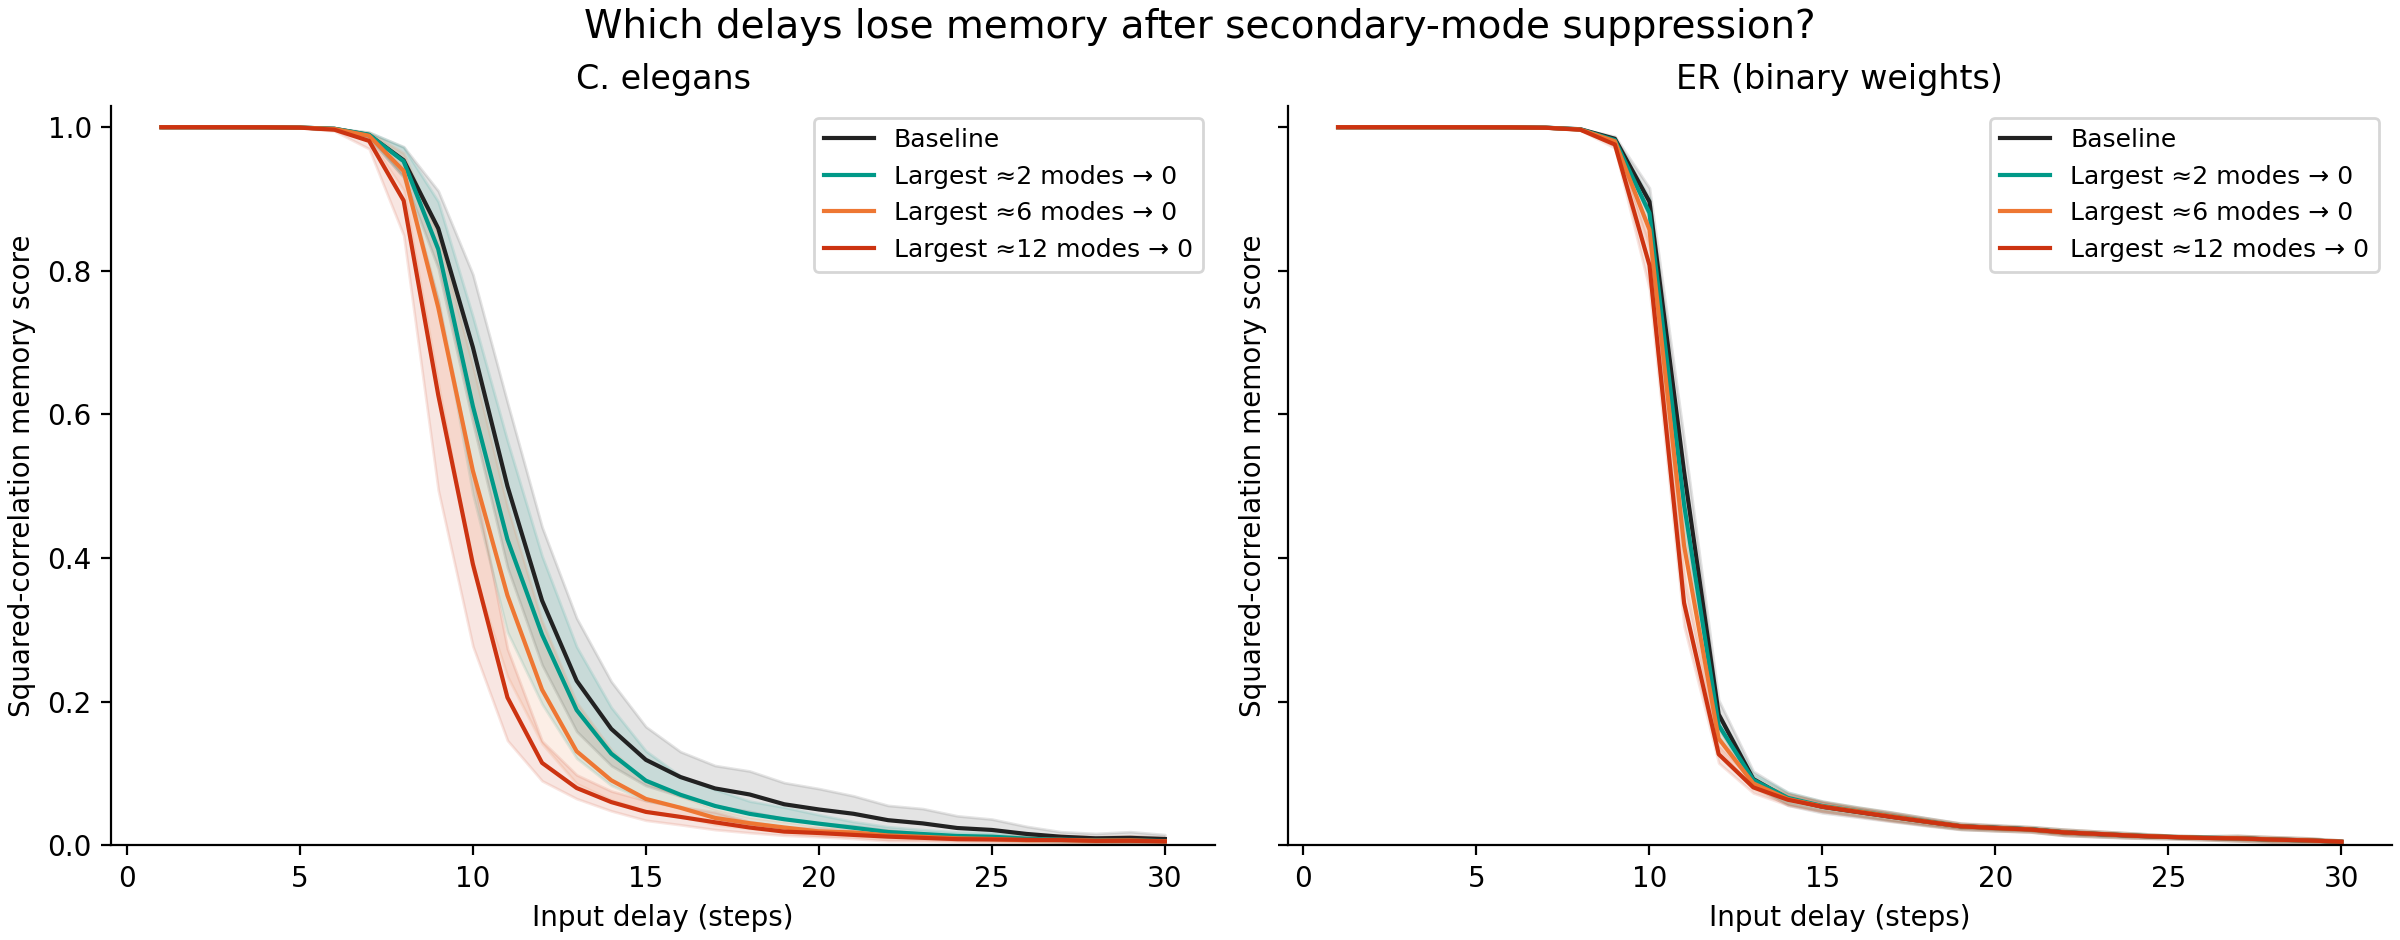 Which delays lose memory after secondary-mode suppression?
C. elegans
Squared-correlation memory score
1.0
0.8
0.6
0.4
0.2
0.0
Baseline
Largest ≈2 modes → 0
Largest ≈6 modes → 0
Largest ≈12 modes → 0
0 5 10 15 20 25 30
Input delay (steps)
ER (binary weights)
Squared-correlation memory score
Baseline
Largest ≈2 modes → 0
Largest ≈6 modes → 0
Largest ≈12 modes → 0
0 5 10 15 20 25 30
Input delay (steps)